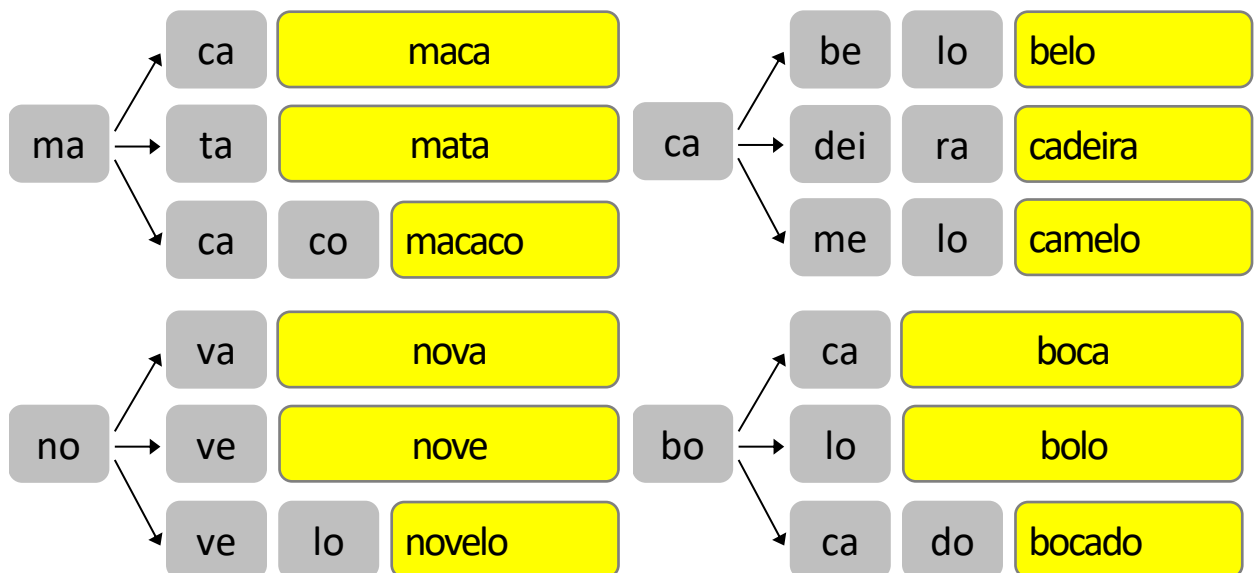 ca maca
ma ta mata
ca co macaco
be lo belo
ca dei ra cadeira
me lo camelo
va nova
no ve nove
ve lo novelo
ca boca
bo lo bolo
ca do bocado